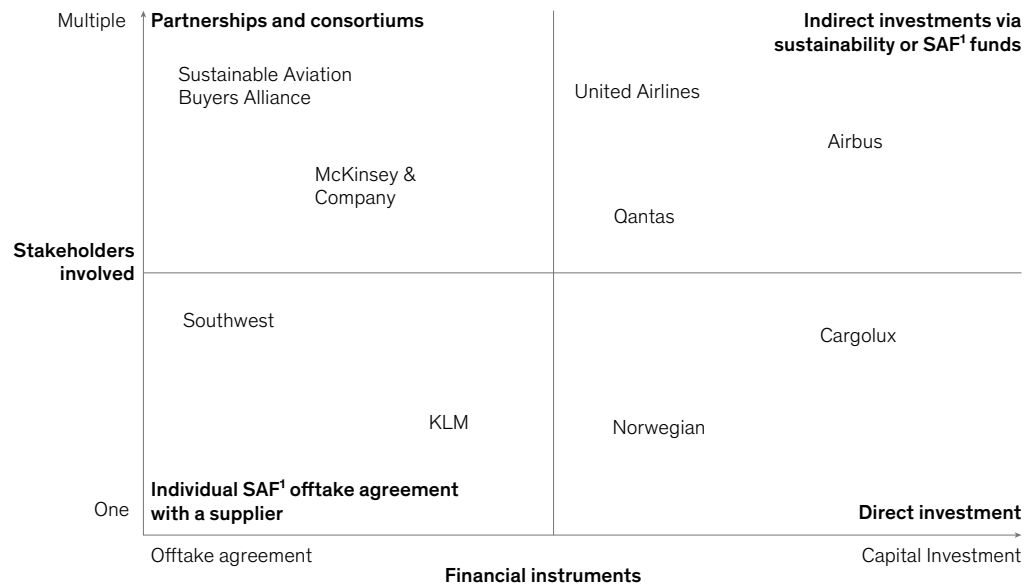 Multiple
Partnerships and consortiums
Indirect investments via
sustainability or SAF¹ funds
Sustainable Aviation
Buyers Alliance
United Airlines
Airbus
McKinsey &
Company
Qantas
Stakeholders
involved
Southwest
Cargolux
KLM
Norwegian
Individual SAF¹ offtake agreement
with a supplier
One
Direct investment
Offtake agreement
Capital Investment
Financial instruments